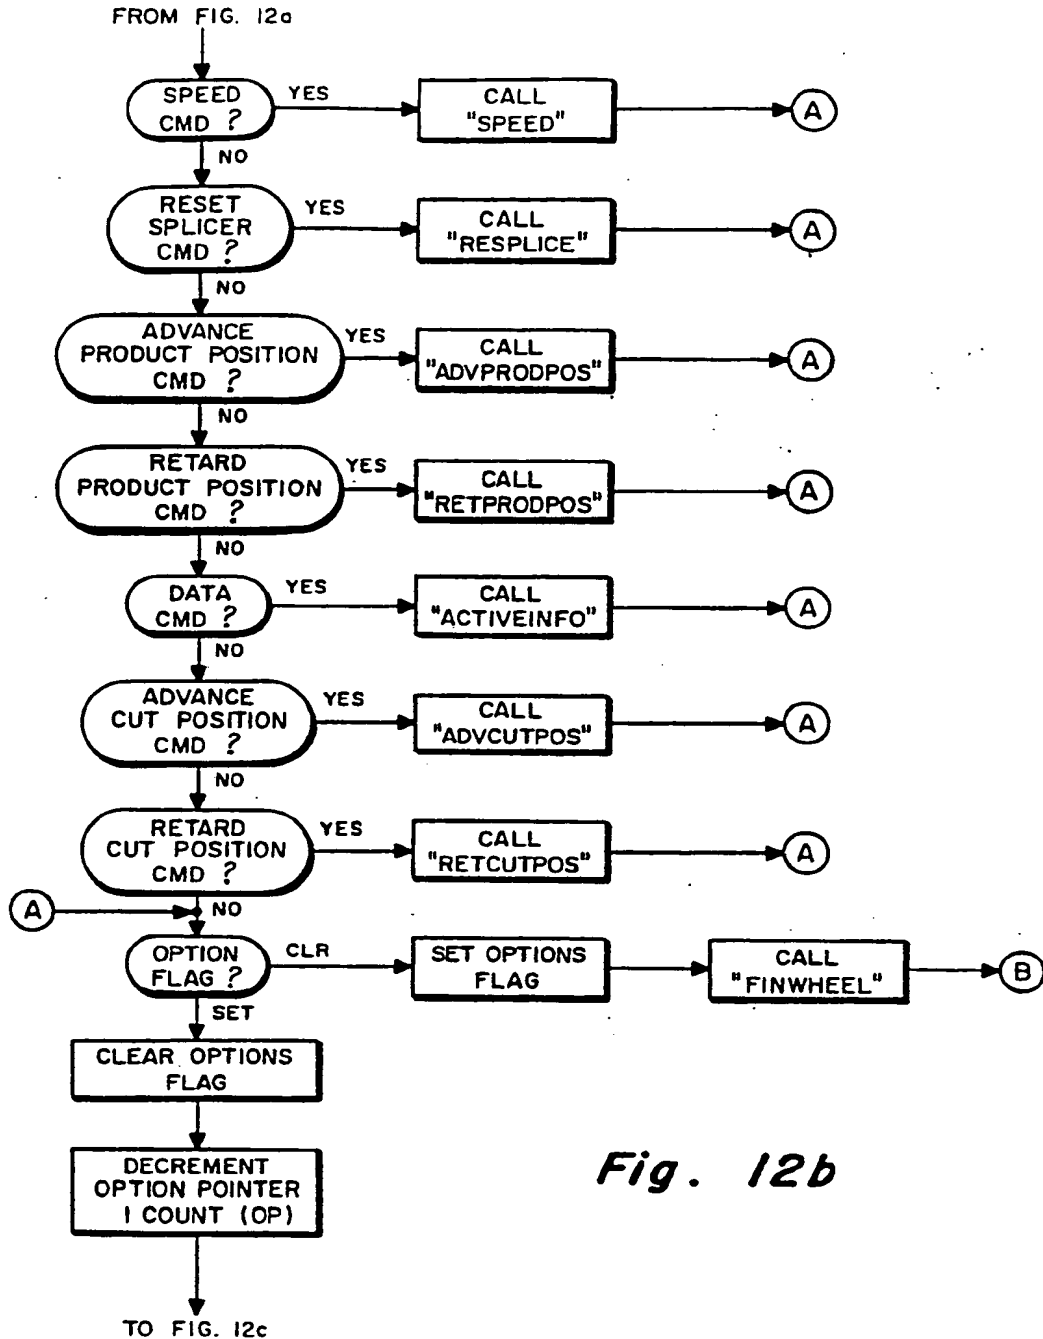 FROM FIG. 12a
SPEED
CMD ?
YES
CALL
"SPEED"
A
NO
RESET
SPLICER
CMD ?
YES
CALL
"RESPLICE"
A
NO
ADVANCE
PRODUCT POSITION
CMD ?
YES
CALL
"ADVPRODPOS"
A
NO
RETARD
PRODUCT POSITION
CMD ?
YES
CALL
"RETPRODPOS"
A
NO
DATA
CMD ?
YES
CALL
"ACTIVEINFO"
A
NO
ADVANCE
CUT POSITION
CMD ?
YES
CALL
"ADVCUTPOS"
A
NO
RETARD
CUT POSITION
CMD ?
YES
CALL
"RETCUTPOS"
A
NO
A
OPTION
FLAG ?
CLR
SET OPTIONS
FLAG
CALL
"FINWHEEL"
B
SET
CLEAR OPTIONS
FLAG
DECREMENT
OPTION POINTER
1 COUNT (OP)
TO FIG. 12c
Fig. 12b